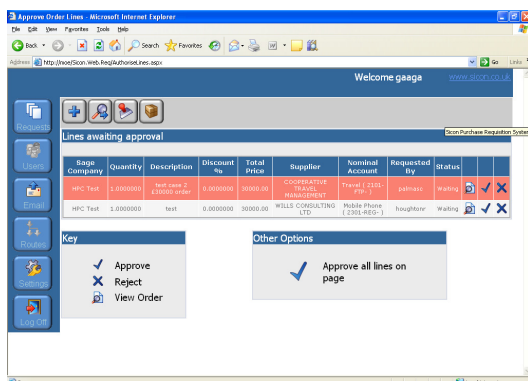 Approve Order Lines - Microsoft Internet Explorer
File Edit View Favorites Tools Help
Back Search Favorites
Address http://moe/Sicon.Web.Req/AuthoriseLines.aspx Go Links
Welcome gaaga www.sicon.co.uk
Sicon Purchase Requisition System
Requests
Users
Email
Routes
Settings
Log Off
Lines awaiting approval
Sage Company Quantity Description Discount % Total Price Supplier Nominal Account Requested By Status
HPC Test 1.0000000 test case 2 £30000 order 0.0000000 30000.00 COOPERATIVE TRAVEL MANAGEMENT Travel ( 2101-FTP- ) palmass Waiting
HPC Test 1.0000000 test 0.0000000 30000.00 WILLS CONSULTING LTD Mobile Phone ( 2301-REG- ) houghtonr Waiting
Key
Approve
Reject
View Order
Other Options
Approve all lines on page